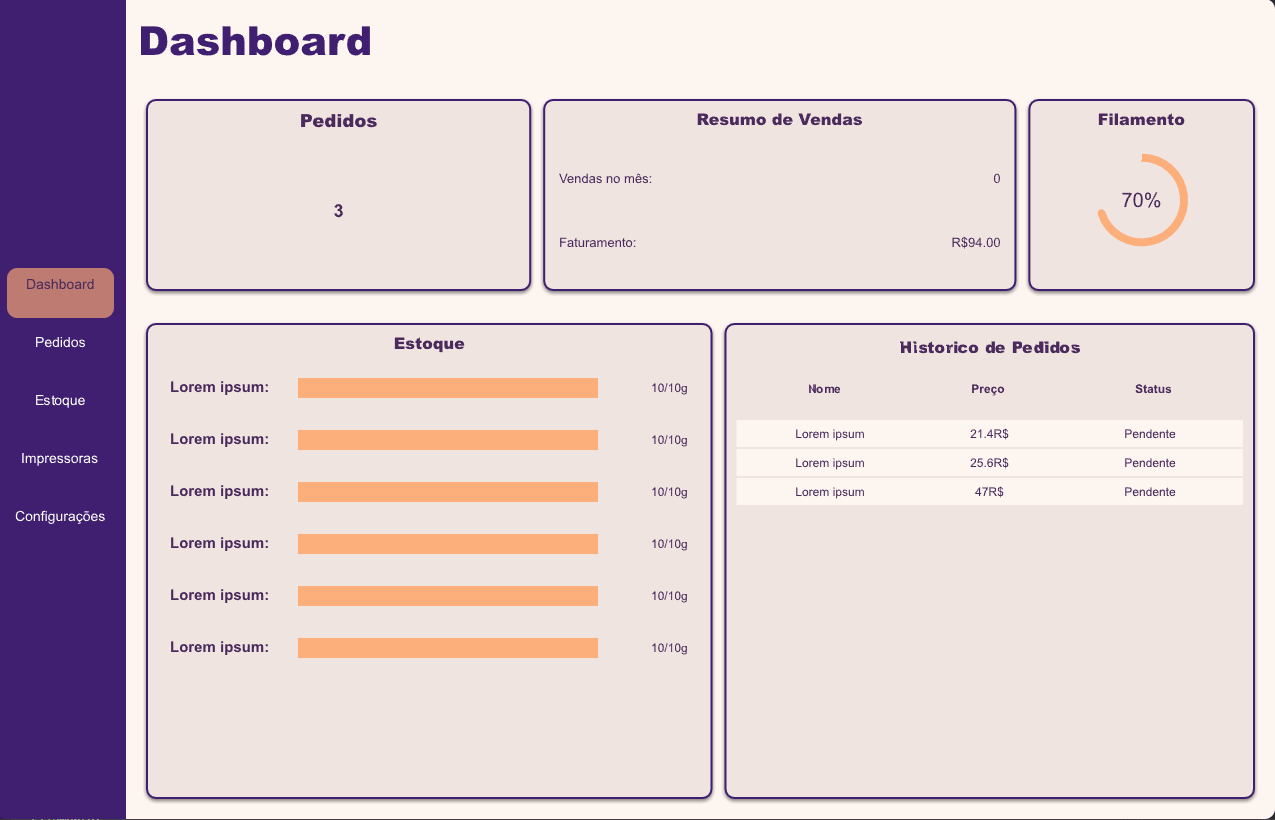 Dashboard
Dashboard
Pedidos
Estoque
Impressoras
Configurações
Pedidos
3
Resumo de Vendas
Vendas no mês: 0
Faturamento: R$94.00
Filamento
70%
Estoque
Lorem ipsum: 10/10g
Lorem ipsum: 10/10g
Lorem ipsum: 10/10g
Lorem ipsum: 10/10g
Lorem ipsum: 10/10g
Lorem ipsum: 10/10g
Historico de Pedidos
Nome Preço Status
Lorem ipsum 21.4R$ Pendente
Lorem ipsum 25.6R$ Pendente
Lorem ipsum 47R$ Pendente